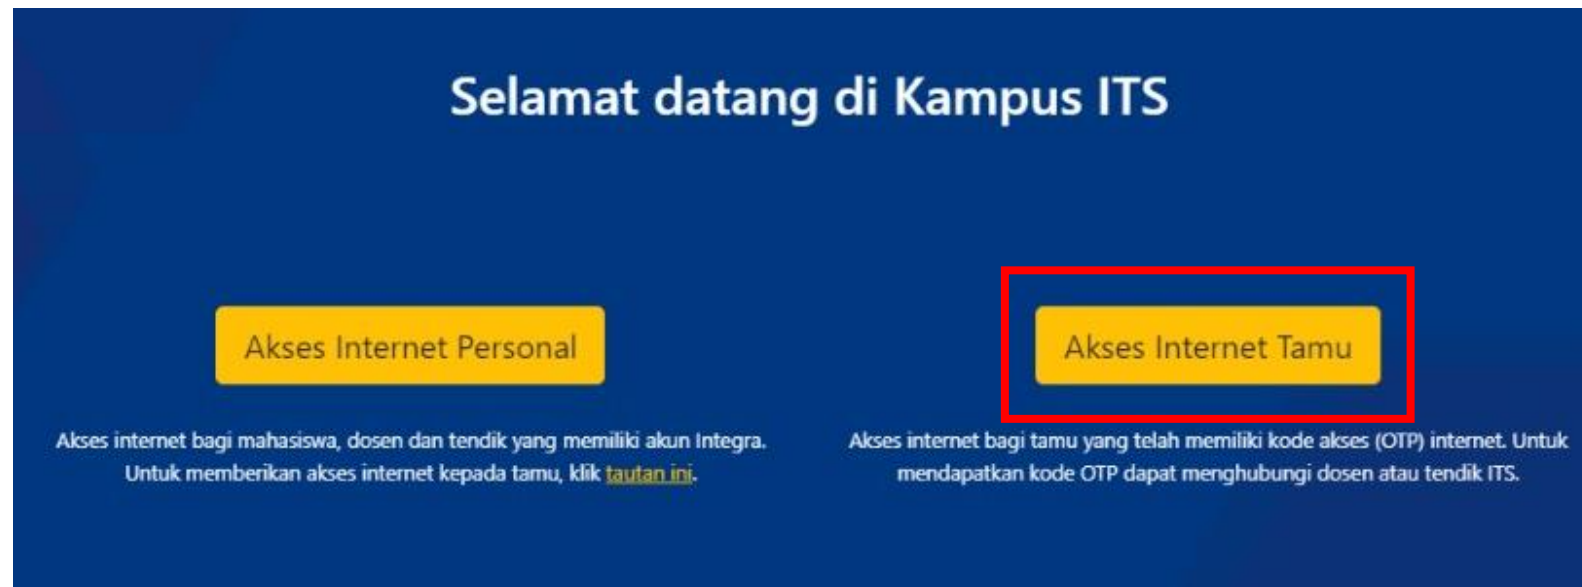 Selamat datang di Kampus ITS
Akses Internet Personal
Akses internet bagi mahasiswa, dosen dan tendik yang memiliki akun Integra.
Untuk memberikan akses internet kepada tamu, klik tautan ini.
Akses Internet Tamu
Akses internet bagi tamu yang telah memiliki kode akses (OTP) internet. Untuk
mendapatkan kode OTP dapat menghubungi dosen atau tendik ITS.